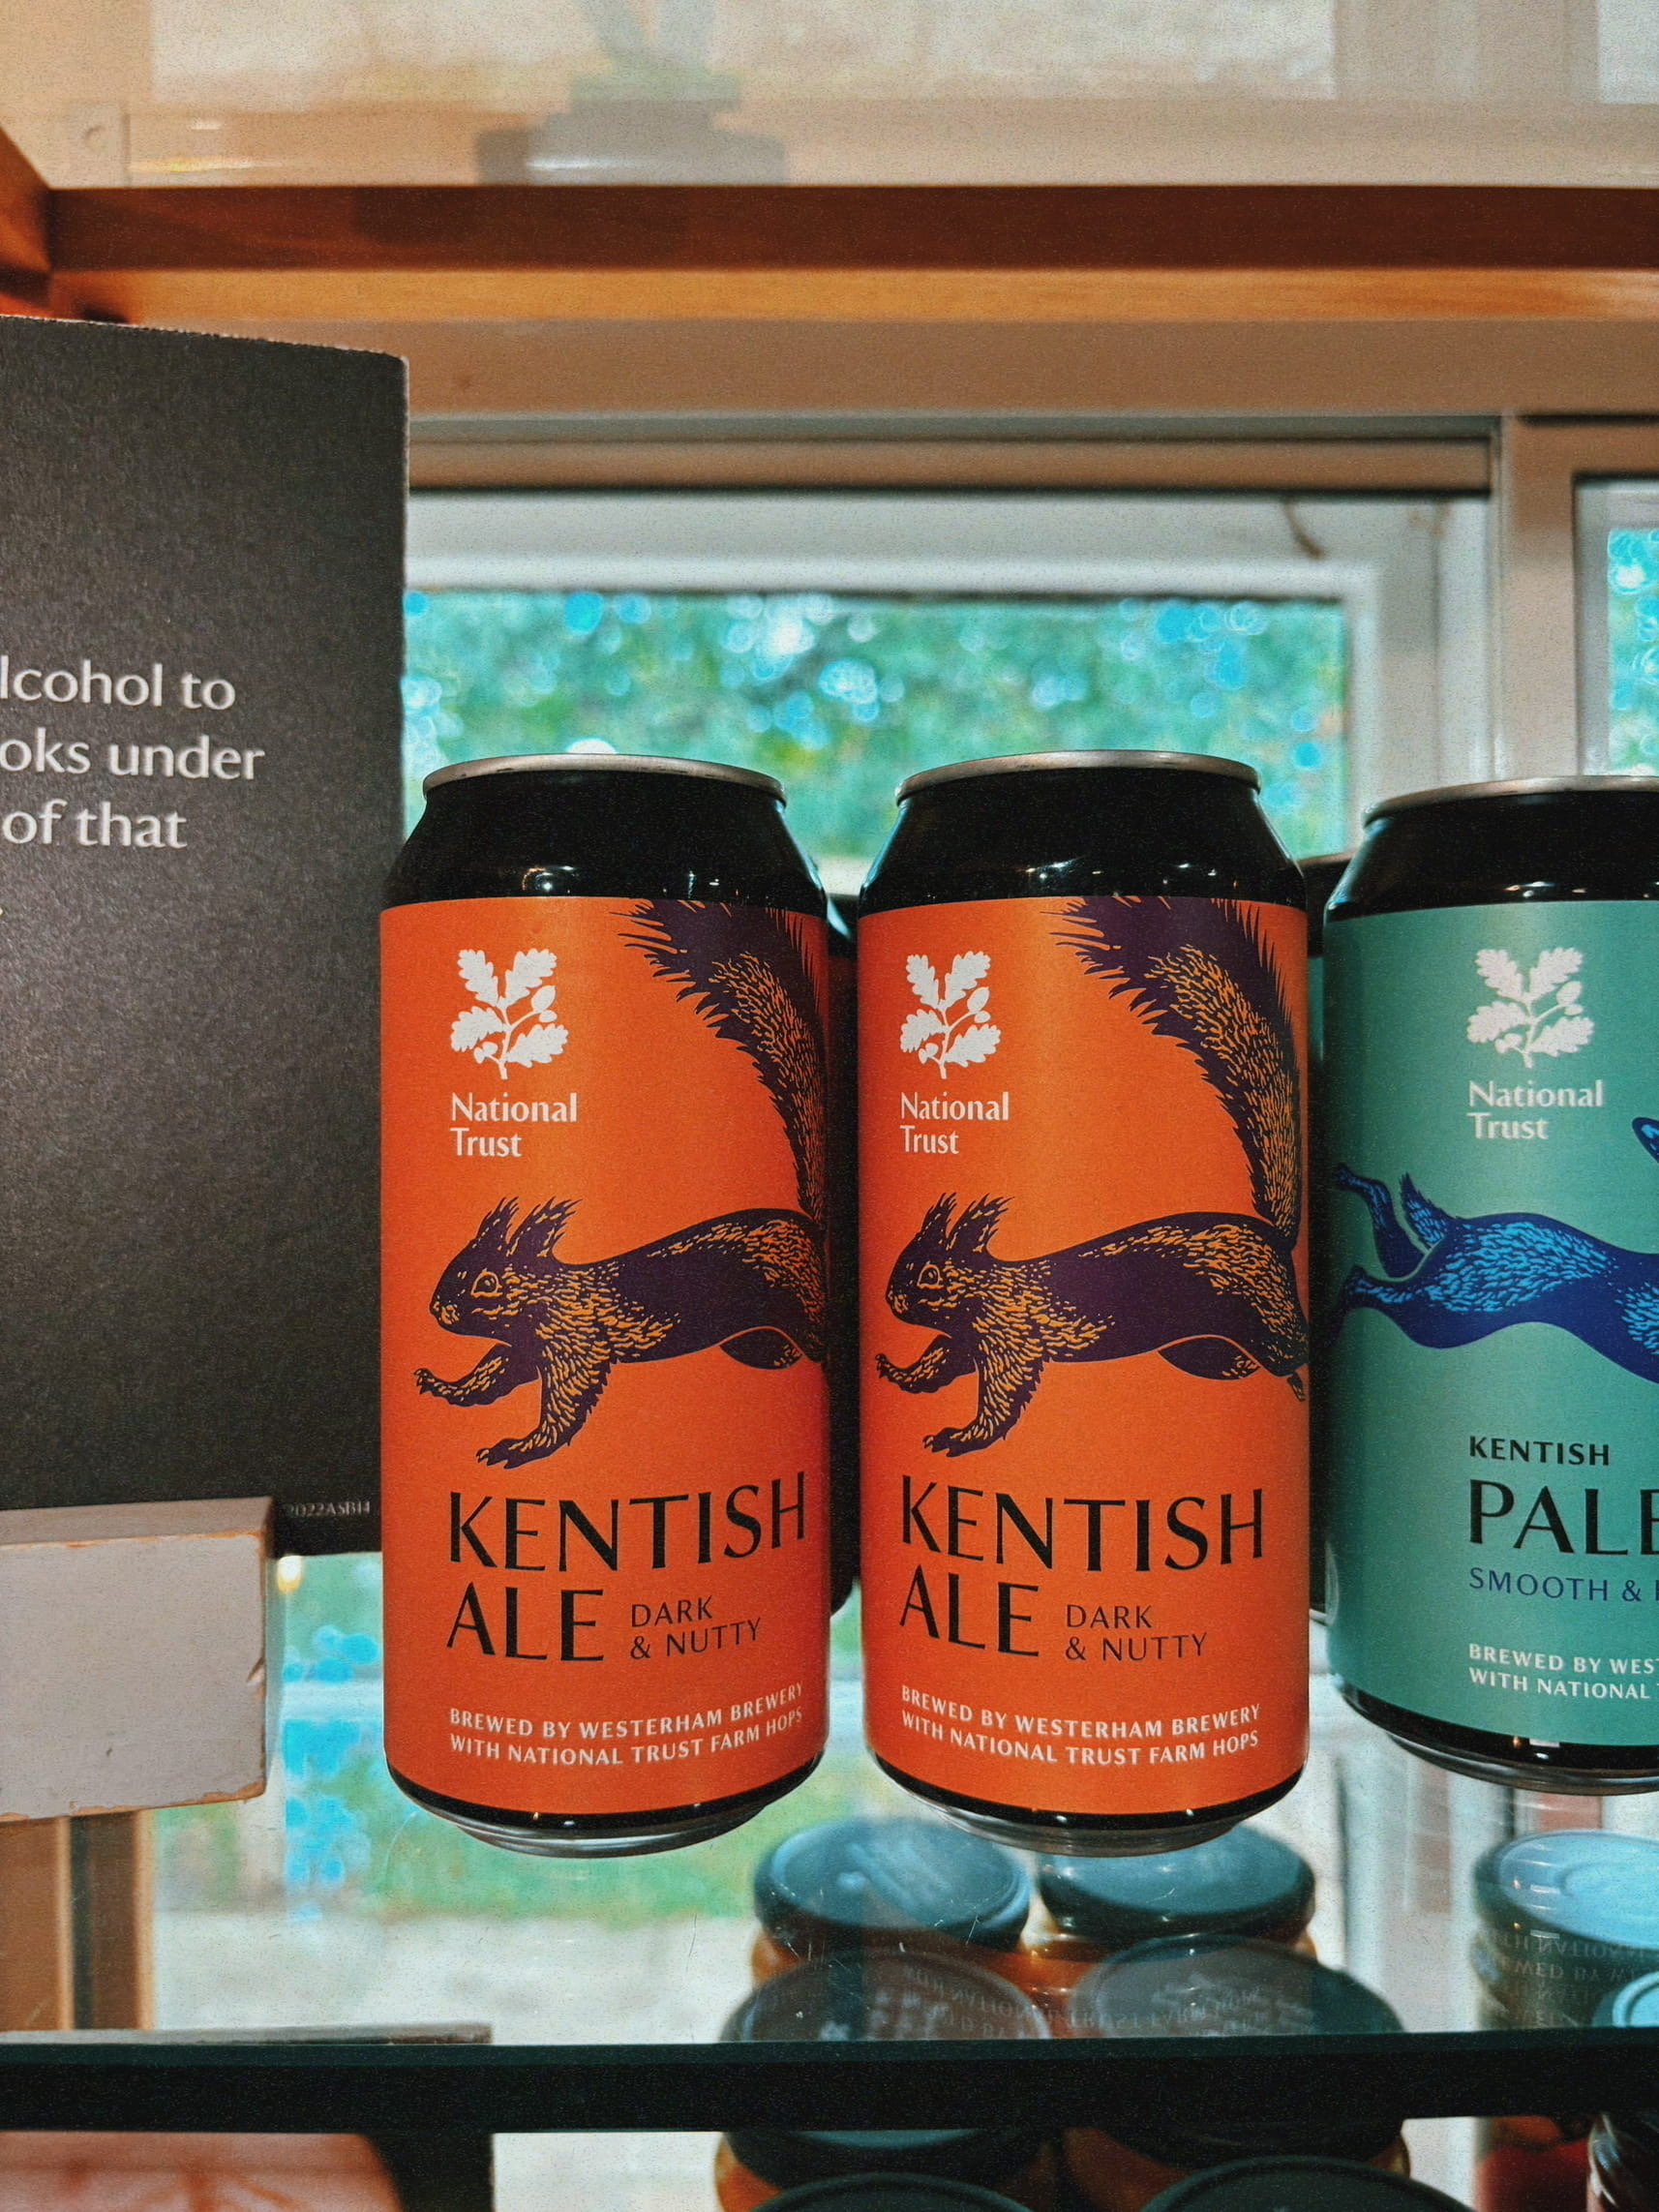 lcohol to
oks under
of that
2022ASB14
National
Trust
KENTISH
ALE DARK
& NUTTY
BREWED BY WESTERHAM BREWERY
WITH NATIONAL TRUST FARM HOPS
National
Trust
KENTISH
ALE DARK
& NUTTY
BREWED BY WESTERHAM BREWERY
WITH NATIONAL TRUST FARM HOPS
National
Trust
KENTISH
PALE
SMOOTH &
BREWED BY WES
WITH NATIONAL